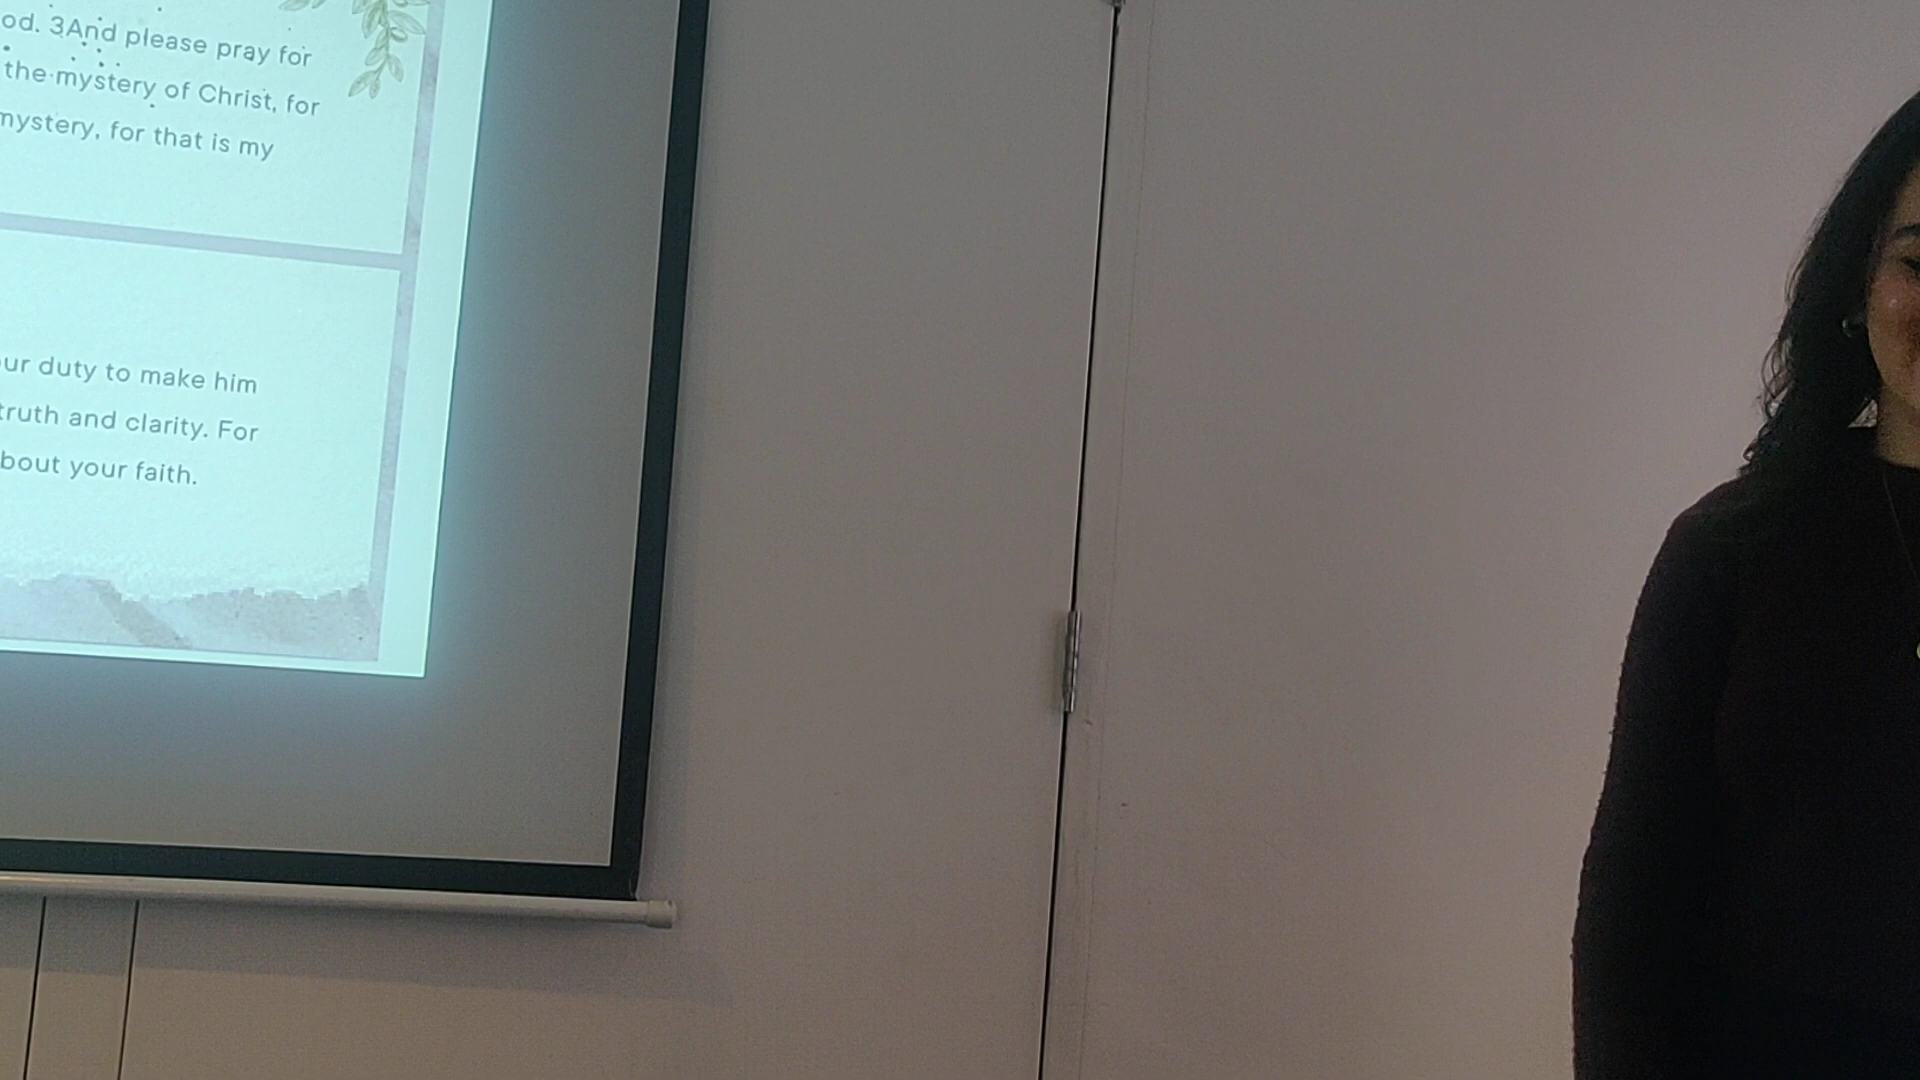 od. 3And please pray for
the mystery of Christ, for
mystery, for that is my
ur duty to make him
truth and clarity. For
bout your faith.